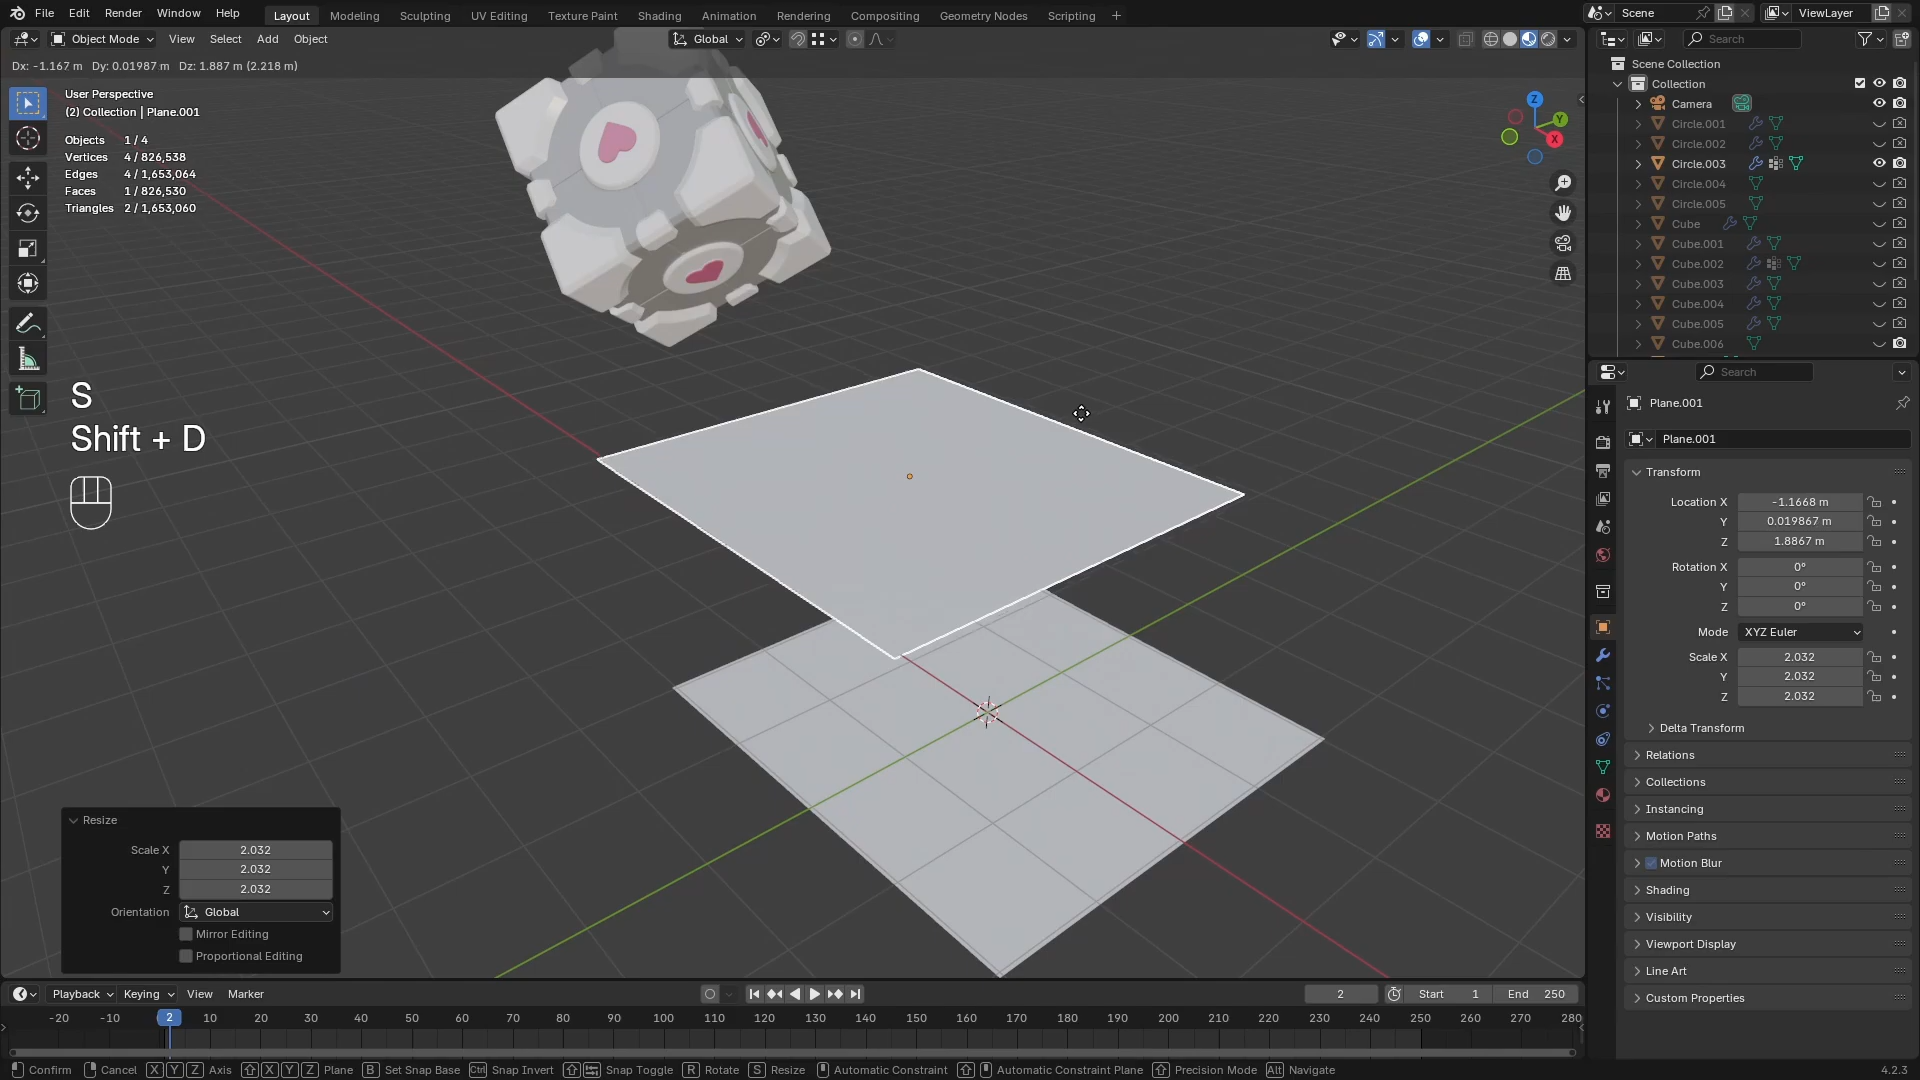 File Edit Render Window Help Layout Modeling Sculpting UV Editing Texture Paint Shading Animation Rendering Compositing Geometry Nodes Scripting + Scene ViewLayer
Object Mode View Select Add Object Global Search
Dx: -1.167 m Dy: 0.01987 m Dz: 1.887 m (2.218 m)
User Perspective
(2) Collection | Plane.001
Objects 1 / 4
Vertices 4 / 826,538
Edges 4 / 1,653,064
Faces 1 / 826,530
Triangles 2 / 1,653,060
Z
Y
X
S
Shift + D
Resize
Scale X 2.032
Y 2.032
Z 2.032
Orientation Global
Mirror Editing
Proportional Editing
Scene Collection
Collection
Camera
Circle.001
Circle.002
Circle.003
Circle.004
Circle.005
Cube
Cube.001
Cube.002
Cube.003
Cube.004
Cube.005
Cube.006
Search
Plane.001
Plane.001
Transform
Location X -1.1668 m
Y 0.019867 m
Z 1.8867 m
Rotation X 0°
Y 0°
Z 0°
Mode XYZ Euler
Scale X 2.032
Y 2.032
Z 2.032
Delta Transform
Relations
Collections
Instancing
Motion Paths
Motion Blur
Shading
Visibility
Viewport Display
Line Art
Custom Properties
Playback Keying View Marker 2 Start 1 End 250
-20 -10 2 10 20 30 40 50 60 70 80 90 100 110 120 130 140 150 160 170 180 190 200 210 220 230 240 250 260 270 280
Confirm Cancel X Y Z Axis X Y Z Plane B Set Snap Base Ctrl Snap Invert Snap Toggle R Rotate S Resize Automatic Constraint Automatic Constraint Plane Precision Mode Alt Navigate 4.2.3